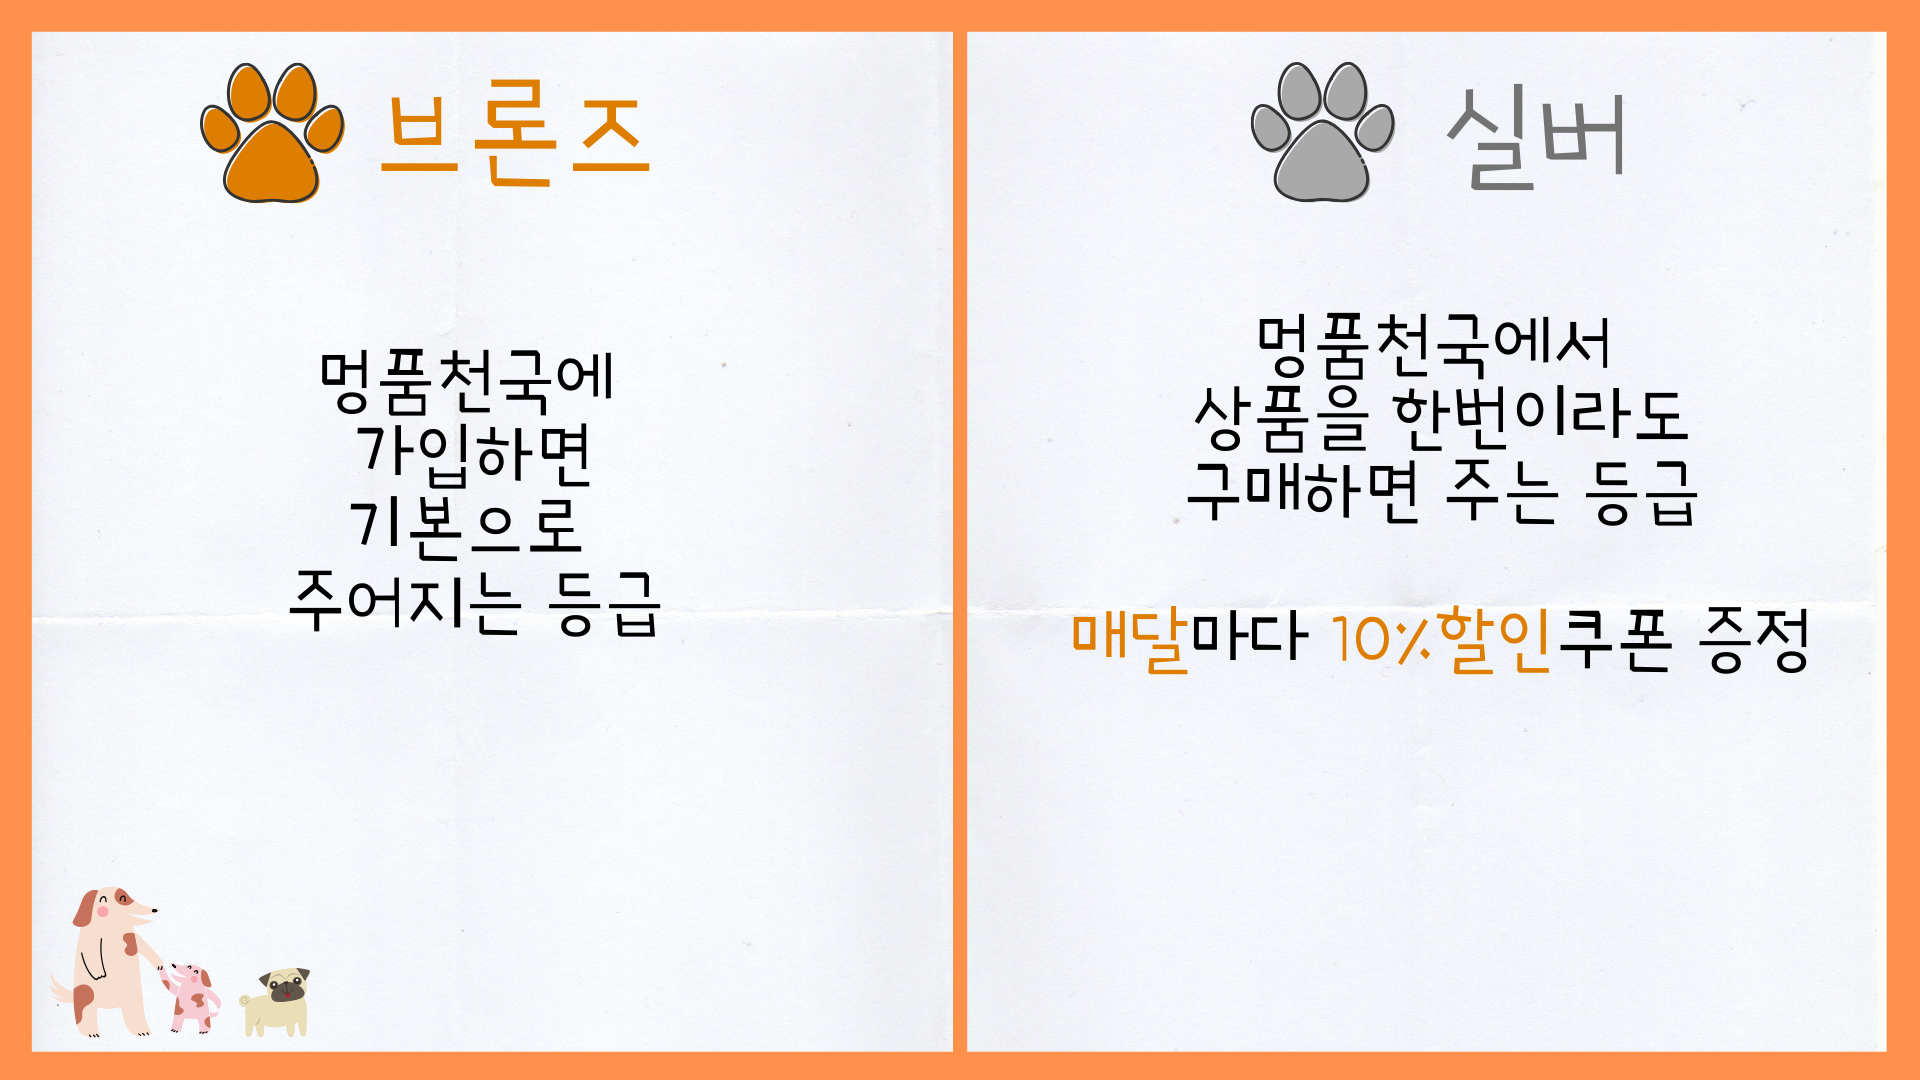 브론즈
멍품천국에
가입하면
기본으로
주어지는 등급
실버
멍품천국에서
상품을 한번이라도
구매하면 주는 등급
매달마다 10%할인쿠폰 증정